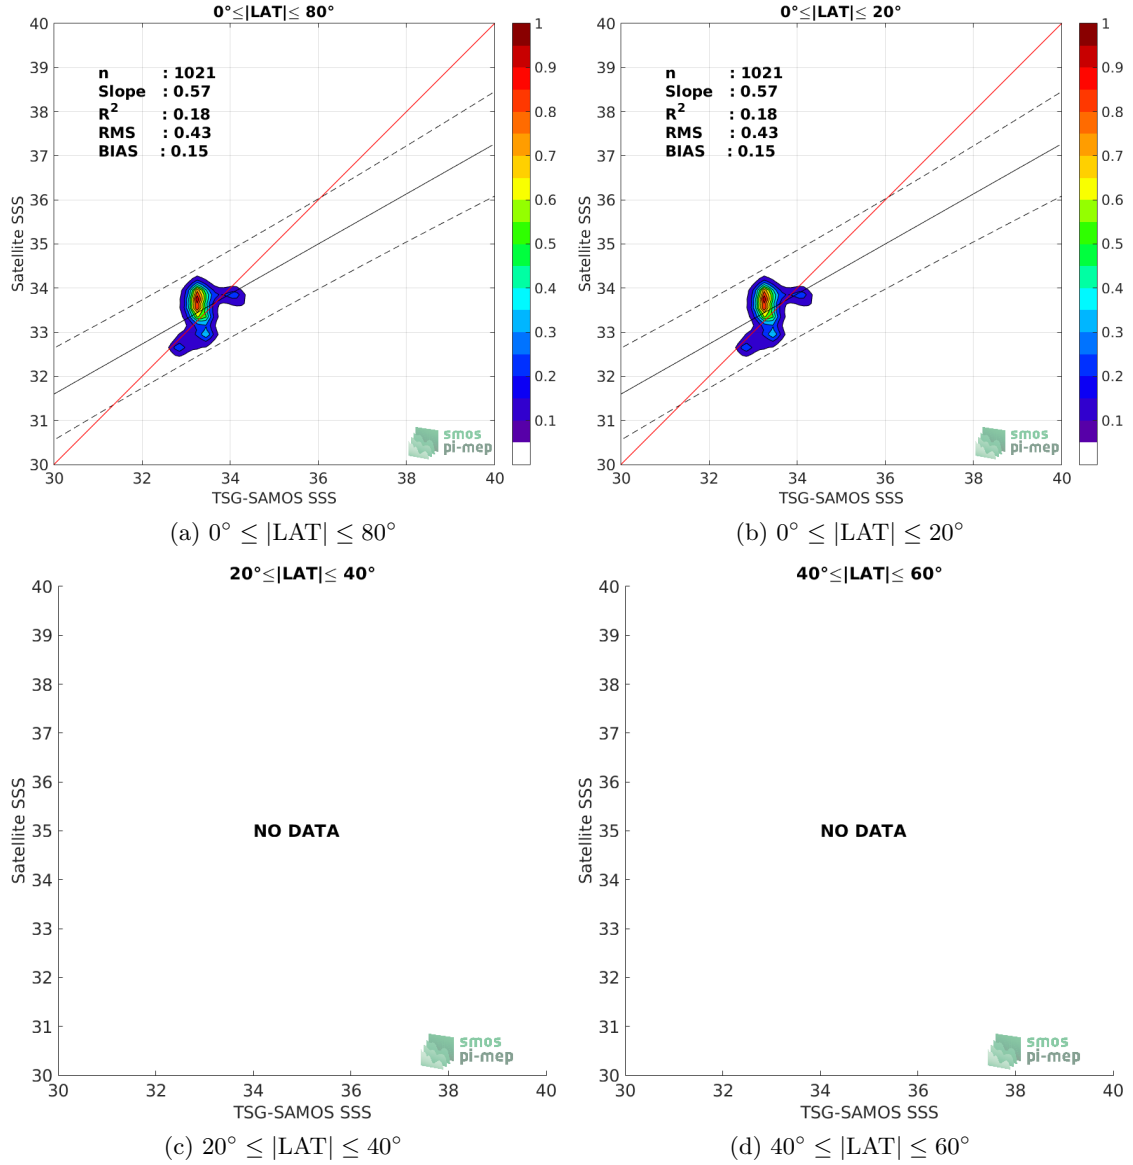 0°≤|LAT|≤ 80°
40
39
38
37
36
35
34
33
32
31
30
Satellite SSS
n : 1021
Slope : 0.57
R² : 0.18
RMS : 0.43
BIAS : 0.15
smos
pi-mep
30 32 34 36 38 40
TSG-SAMOS SSS
1
0.9
0.8
0.7
0.6
0.5
0.4
0.3
0.2
0.1
(a) 0° ≤ |LAT| ≤ 80°
0°≤|LAT|≤ 20°
40
39
38
37
36
35
34
33
32
31
30
Satellite SSS
n : 1021
Slope : 0.57
R² : 0.18
RMS : 0.43
BIAS : 0.15
smos
pi-mep
30 32 34 36 38 40
TSG-SAMOS SSS
1
0.9
0.8
0.7
0.6
0.5
0.4
0.3
0.2
0.1
(b) 0° ≤ |LAT| ≤ 20°
20°≤|LAT|≤ 40°
40
39
38
37
36
35
34
33
32
31
30
Satellite SSS
NO DATA
smos
pi-mep
30 32 34 36 38 40
TSG-SAMOS SSS
(c) 20° ≤ |LAT| ≤ 40°
40°≤|LAT|≤ 60°
40
39
38
37
36
35
34
33
32
31
30
Satellite SSS
NO DATA
smos
pi-mep
30 32 34 36 38 40
TSG-SAMOS SSS
(d) 40° ≤ |LAT| ≤ 60°